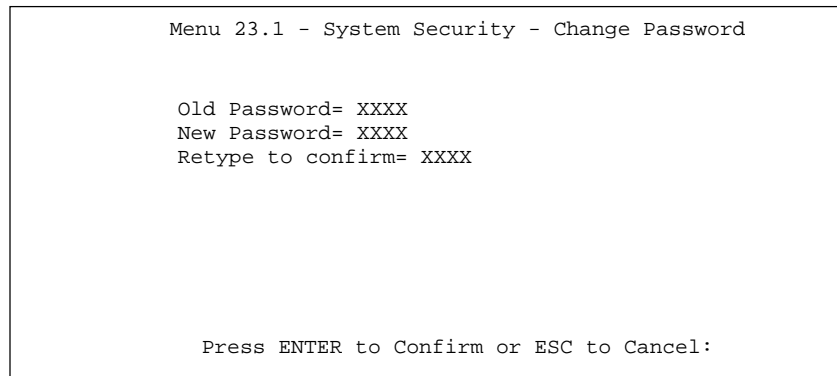 Menu 23.1 - System Security - Change Password
Old Password= XXXX
New Password= XXXX
Retype to confirm= XXXX
Press ENTER to Confirm or ESC to Cancel: